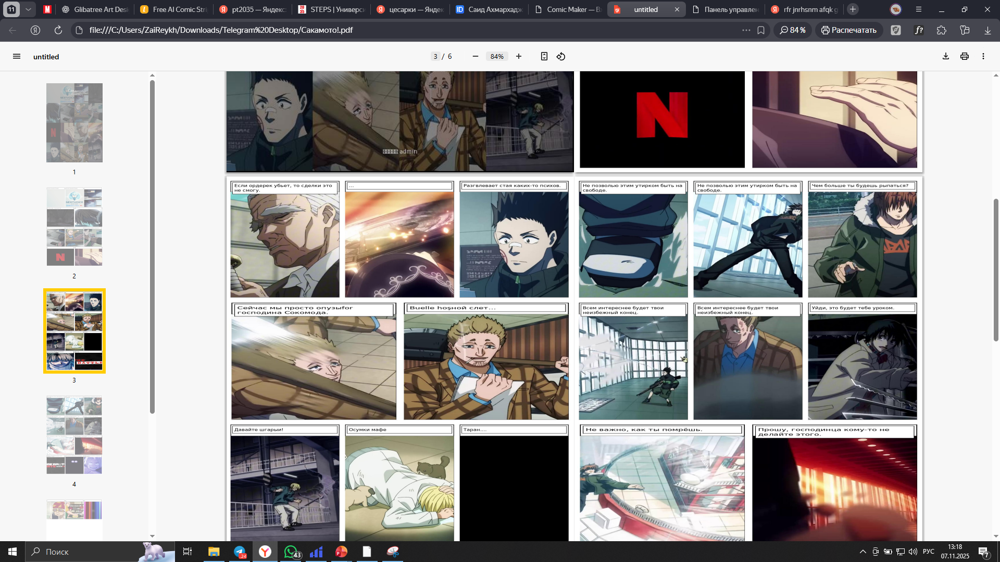 11
Glibatree Art Desi
Free AI Comic Stri
pt2035 — Яндекс
STEPS | Универси
цесарки — Яндек
Саид Ахмархадж
Comic Maker — В
untitled
Панель управлен
rfr jnrhsnm afqk g
file:///C:/Users/ZaiReykh/Downloads/Telegram%20Desktop/Сакамото!.pdf
84 %
Распечатать
untitled
3 / 6
84%
1
2
3
4
admin
N
Если ордерек убьет, то сделки это
не смогу.
...
Разгвлевает стая каких-то психов.
Не позволью этим утирком быть на
свободе.
Не позволью этим утирком быть на
свободе.
Чем больше ты будешь рыпаться?
Сейчас мы просто опузыfor
господина Сокомода.
Buelle hoşной слет...
Всем интереснее будет твои
неизбежный конец.
Всем интереснее будет твои
неизбежный конец.
Уйди, это будет тебе уроком.
Давайте шгарыи!
Осумки мафе
Таран....
Не важно, как ты помрёшь.
Прошу, господинца кому-то не
делайте этого.
Поиск
24
43
РУС
13:18
07.11.2025
7